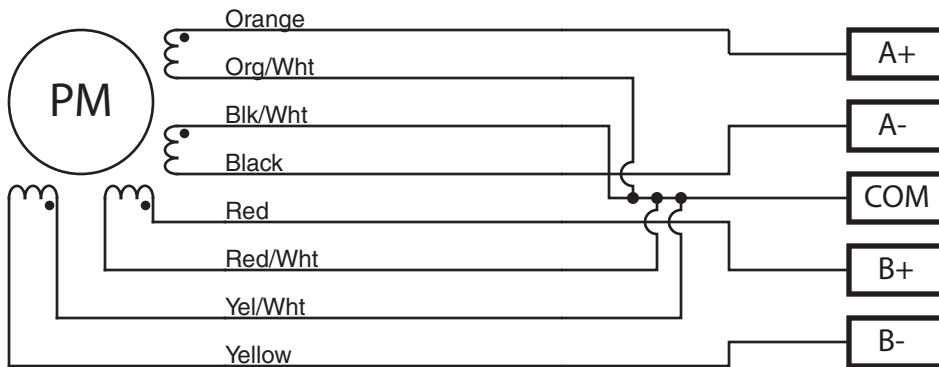 Orange
A+
Org/Wht
PM
Blk/Wht
A-
Black
COM
Red
B+
Red/Wht
Yel/Wht
B-
Yellow